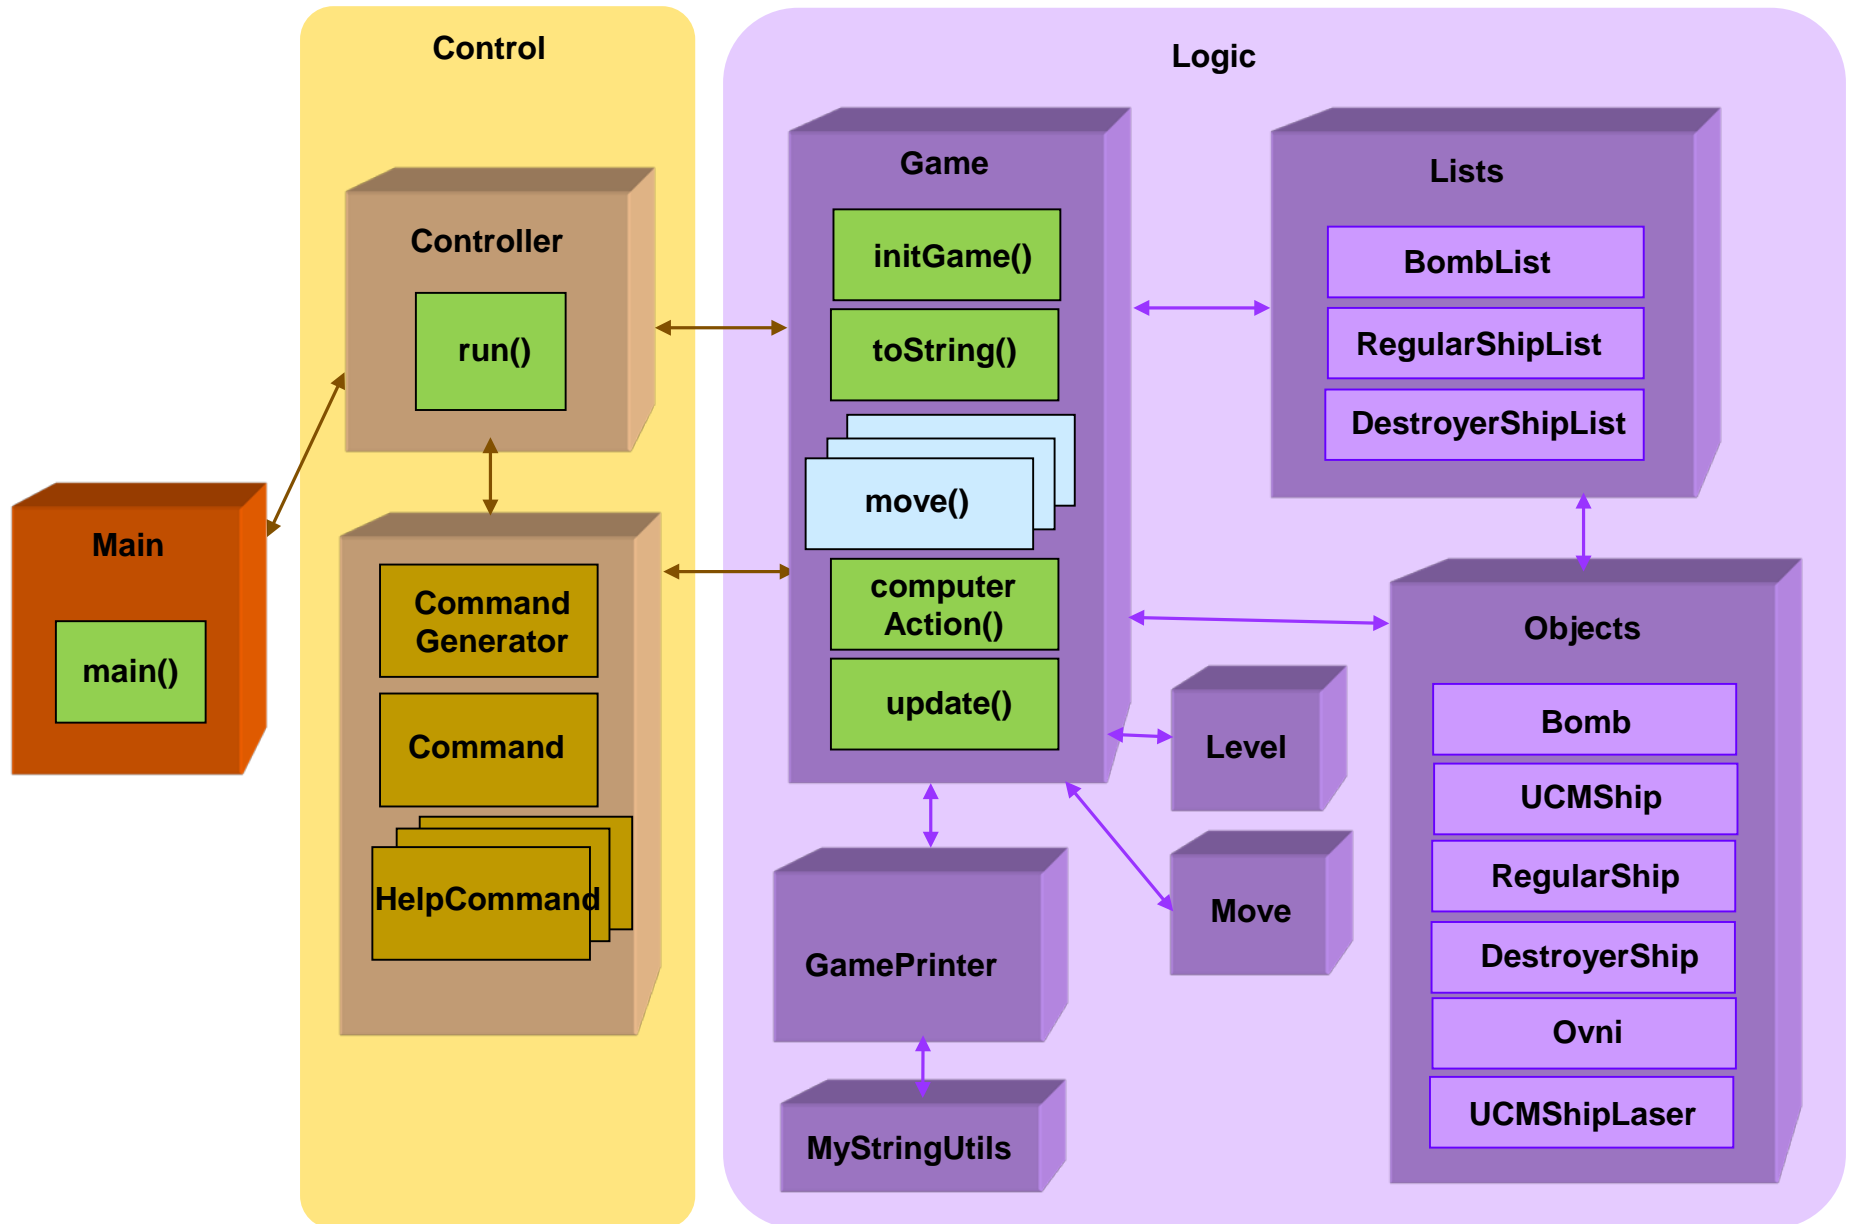 Control
Logic
Main
main()
Controller
run()
Command
Generator
Command
HelpCommand
Game
initGame()
toString()
move()
computer
Action()
update()
Lists
BombList
RegularShipList
DestroyerShipList
Level
Move
GamePrinter
MyStringUtils
Objects
Bomb
UCMShip
RegularShip
DestroyerShip
Ovni
UCMShipLaser